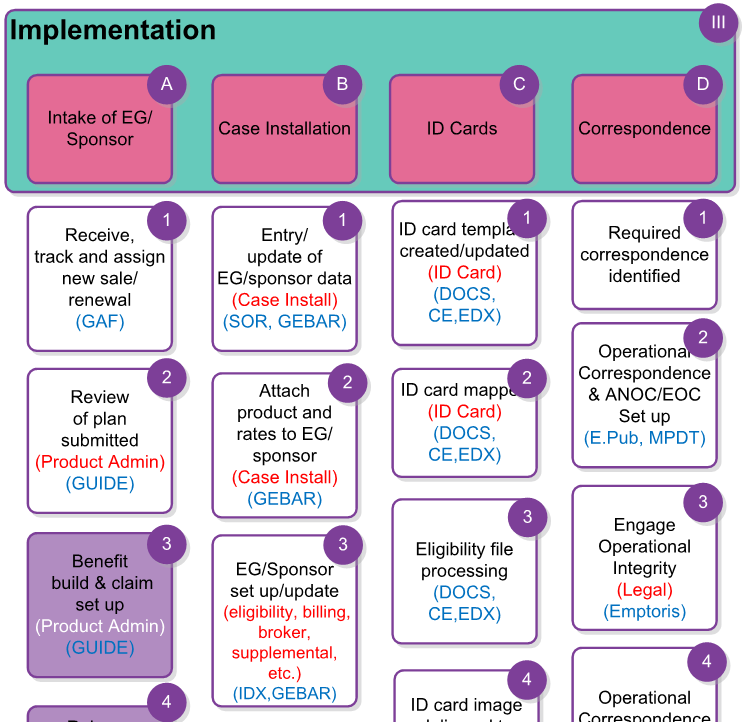 Implementation
III
A
Intake of EG/
Sponsor
B
Case Installation
C
ID Cards
D
Correspondence
1
Receive,
track and assign
new sale/
renewal
(GAF)
2
Review
of plan
submitted
(Product Admin)
(GUIDE)
3
Benefit
build & claim
set up
(Product Admin)
(GUIDE)
4
1
Entry/
update of
EG/sponsor data
(Case Install)
(SOR, GEBAR)
2
Attach
product and
rates to EG/
sponsor
(Case Install)
(GEBAR)
3
EG/Sponsor
set up/update
(eligibility, billing,
broker,
supplemental,
etc.)
(IDX,GEBAR)
1
ID card template
created/updated
(ID Card)
(DOCS,
CE,EDX)
2
ID card mapped
(ID Card)
(DOCS,
CE,EDX)
3
Eligibility file
processing
(DOCS,
CE,EDX)
4
ID card image
1
Required
correspondence
identified
2
Operational
Correspondence
& ANOC/EOC
Set up
(E.Pub, MPDT)
3
Engage
Operational
Integrity
(Legal)
(Emptoris)
4
Operational
Correspondence